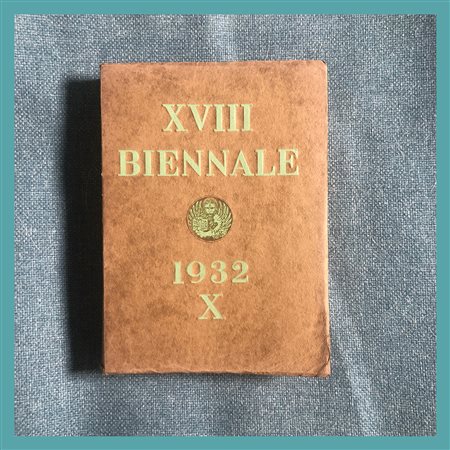 XVIII
BIENNALE
1932
X